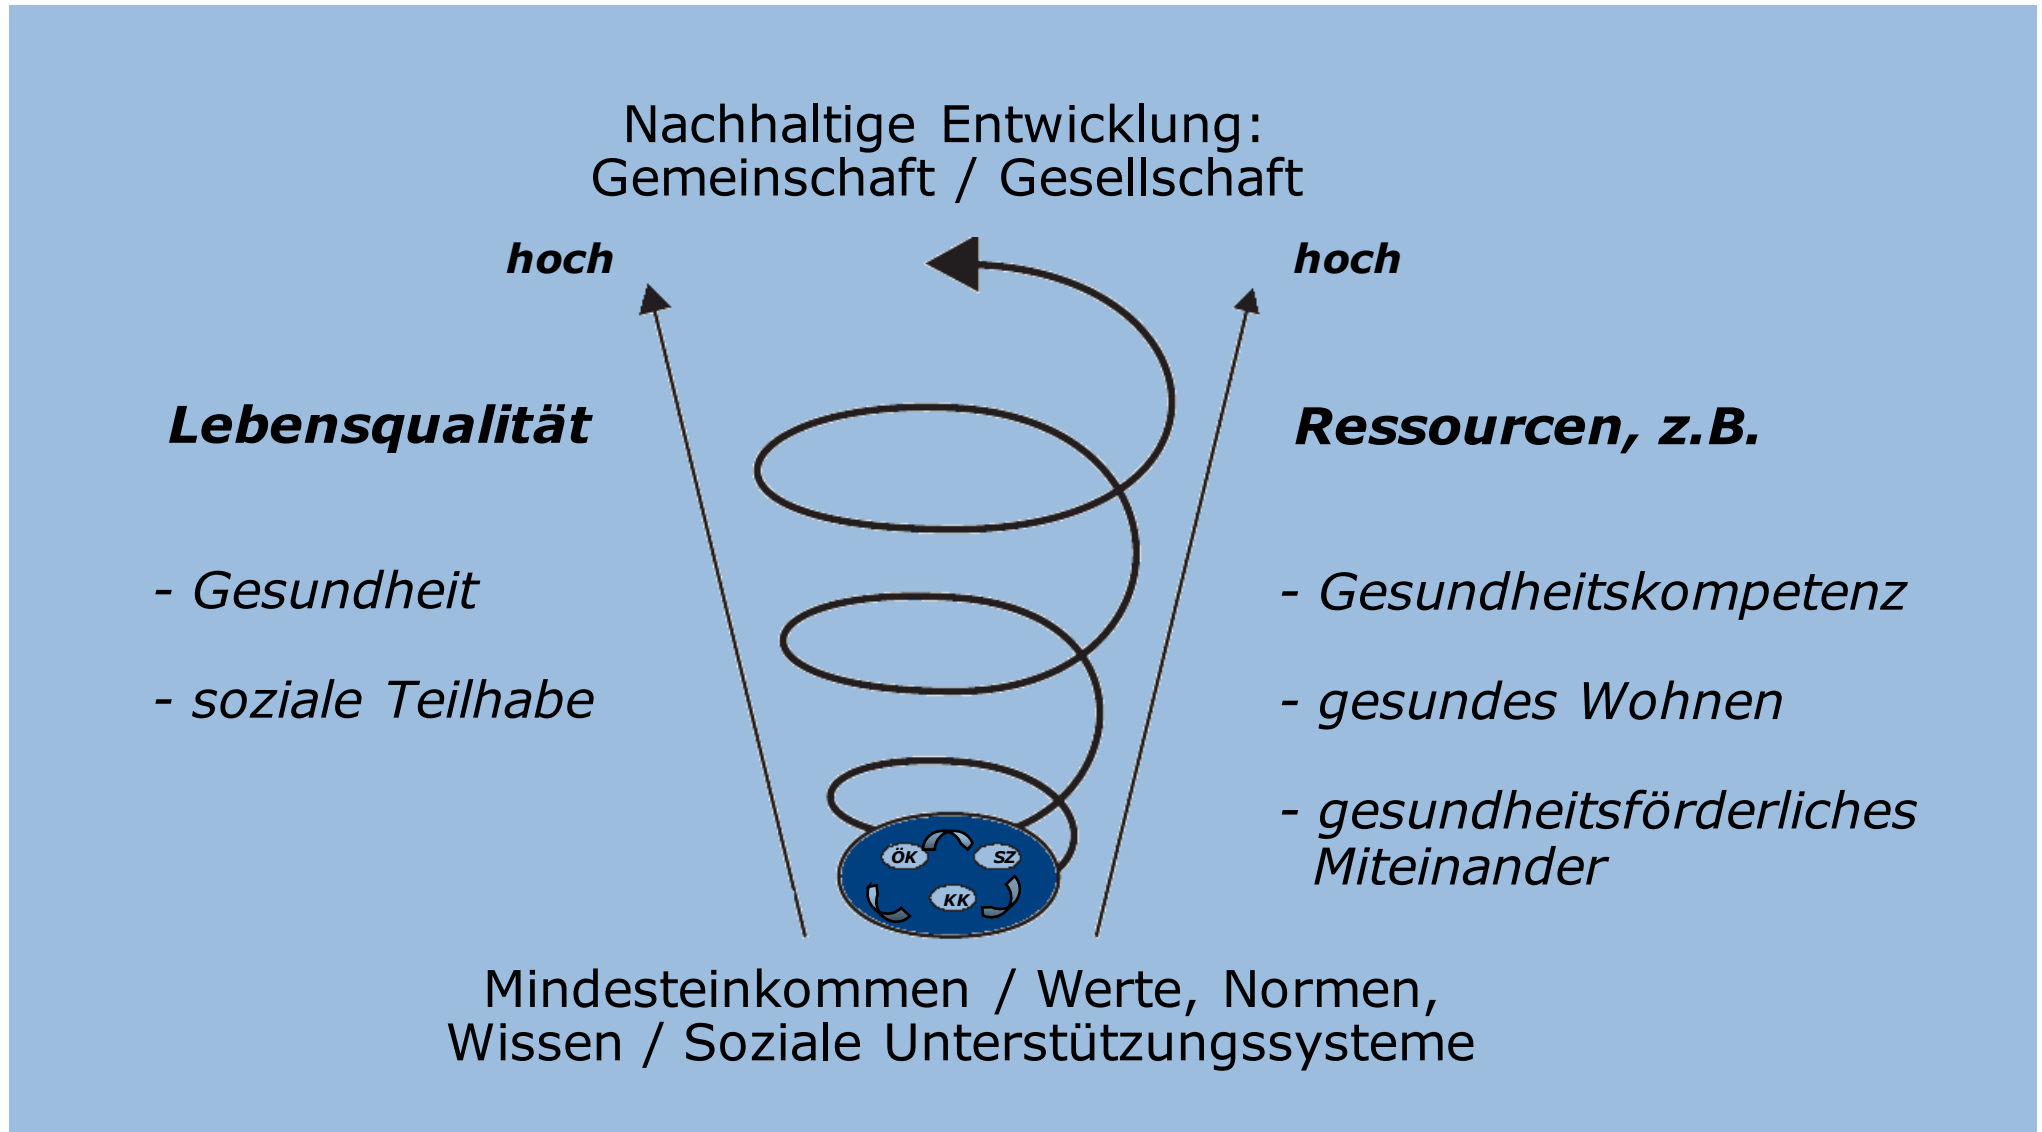 Nachhaltige Entwicklung:
Gemeinschaft / Gesellschaft
hoch
hoch
Lebensqualität
- Gesundheit
- soziale Teilhabe
Ressourcen, z.B.
- Gesundheitskompetenz
- gesundes Wohnen
- gesundheitsförderliches
Miteinander
ÖK
SZ
KK
Mindesteinkommen / Werte, Normen,
Wissen / Soziale Unterstützungssysteme